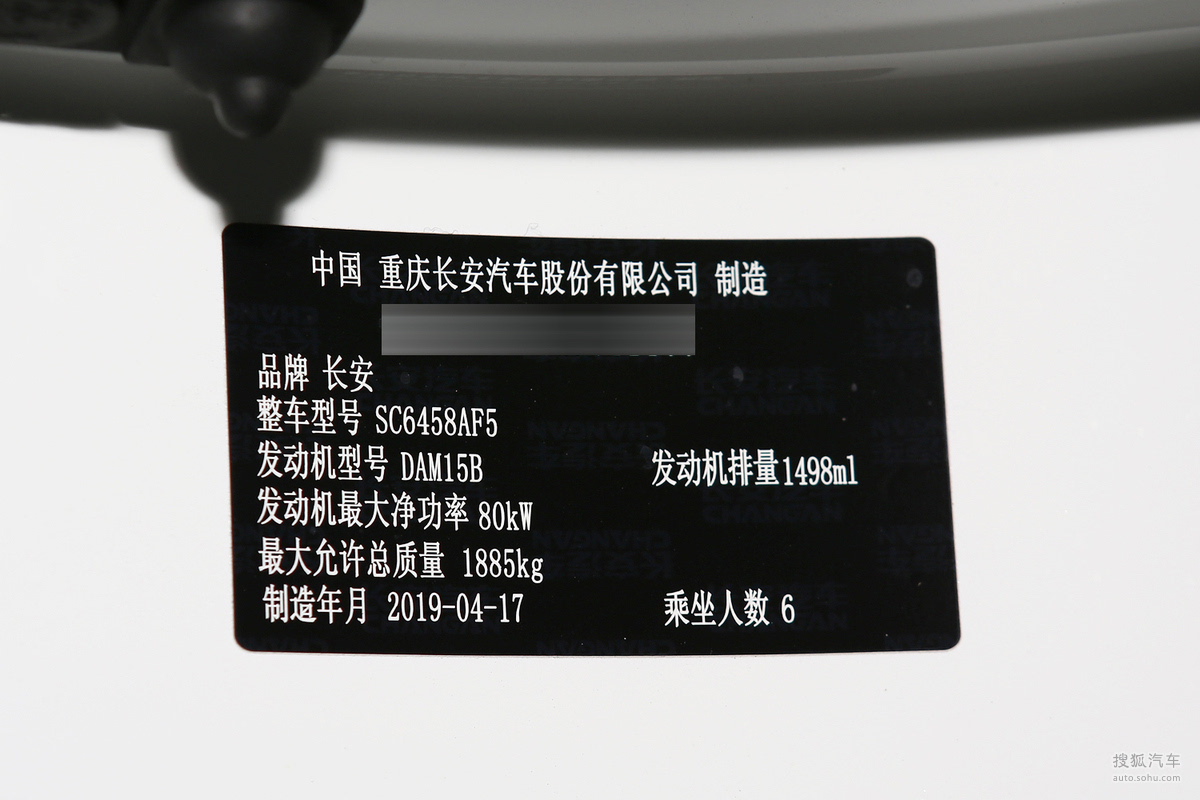 中国 重庆长安汽车股份有限公司 制造
品牌 长安
整车型号 SC6458AF5
发动机型号 DAM15B 发动机排量1498ml
发动机最大净功率 80kW
最大允许总质量 1885kg
制造年月 2019-04-17 乘坐人数 6
搜狐汽车
auto.sohu.com